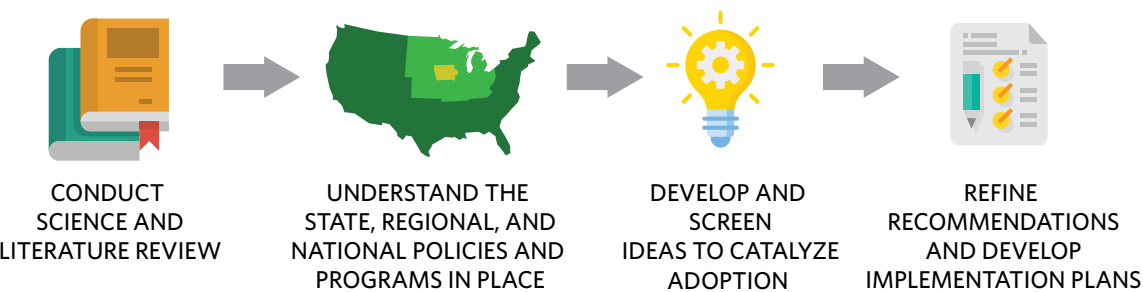 CONDUCT
SCIENCE AND
LITERATURE REVIEW
UNDERSTAND THE
STATE, REGIONAL, AND
NATIONAL POLICIES AND
PROGRAMS IN PLACE
DEVELOP AND
SCREEN
IDEAS TO CATALYZE
ADOPTION
REFINE
RECOMMENDATIONS
AND DEVELOP
IMPLEMENTATION PLANS